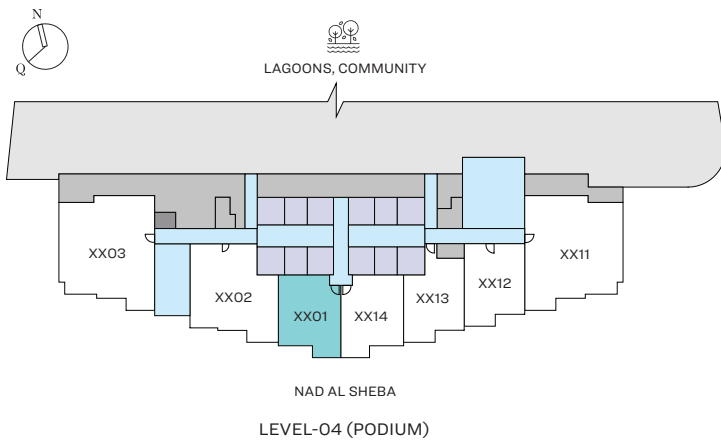 N
Q
LAGOONS, COMMUNITY
XX03
XX02
XX01
XX14
XX13
XX12
XX11
NAD AL SHEBA
LEVEL-04 (PODIUM)